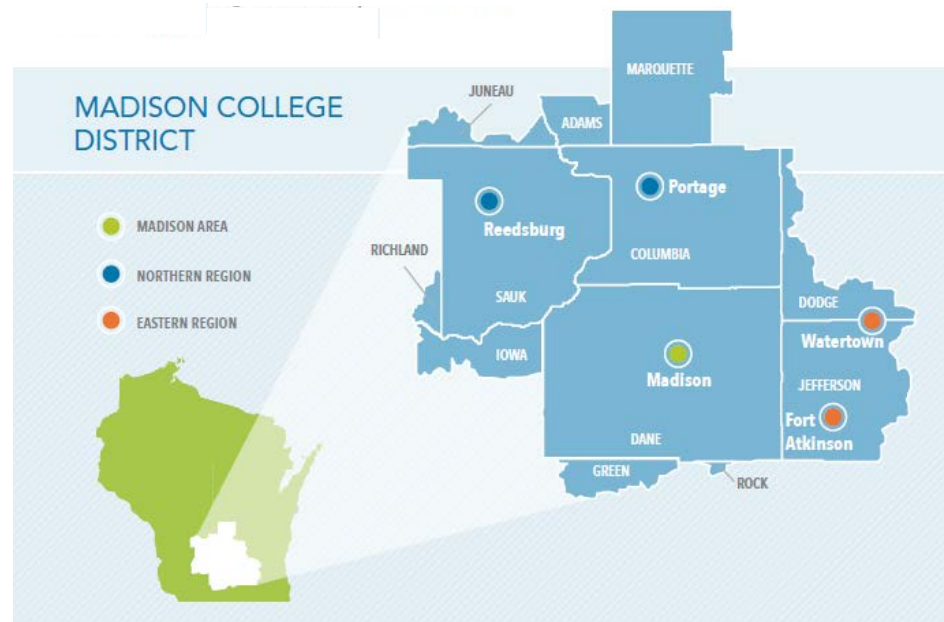 MADISON COLLEGE
DISTRICT
MADISON AREA
NORTHERN REGION
EASTERN REGION
MARQUETTE
JUNEAU
ADAMS
Portage
Reedsburg
RICHLAND
COLUMBIA
SAUK
DODGE
Watertown
IOWA
Madison
JEFFERSON
Fort
Atkinson
DANE
GREEN
ROCK